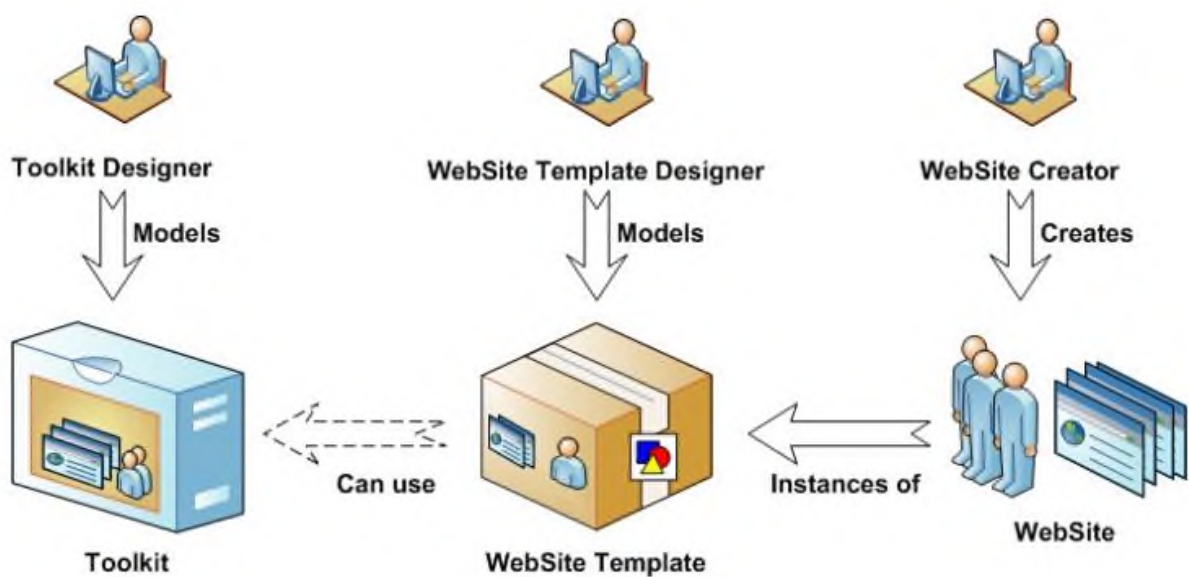 Toolkit Designer
WebSite Template Designer
WebSite Creator
Models
Models
Creates
Can use
Instances of
Toolkit
WebSite Template
WebSite